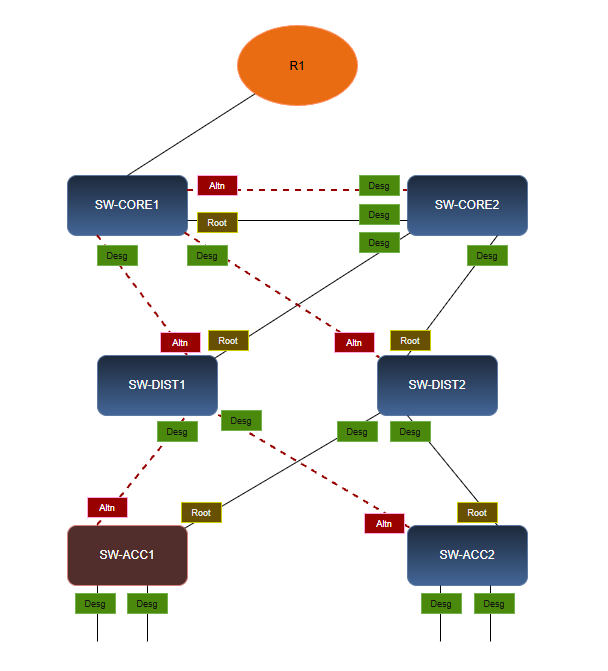 R1
Altn
Desg
SW-CORE1
SW-CORE2
Root
Desg
Desg
Desg
Desg
Desg
Altn
Root
Altn
Root
SW-DIST1
SW-DIST2
Desg
Desg
Desg
Desg
Altn
Root
Altn
Root
SW-ACC1
SW-ACC2
Desg
Desg
Desg
Desg